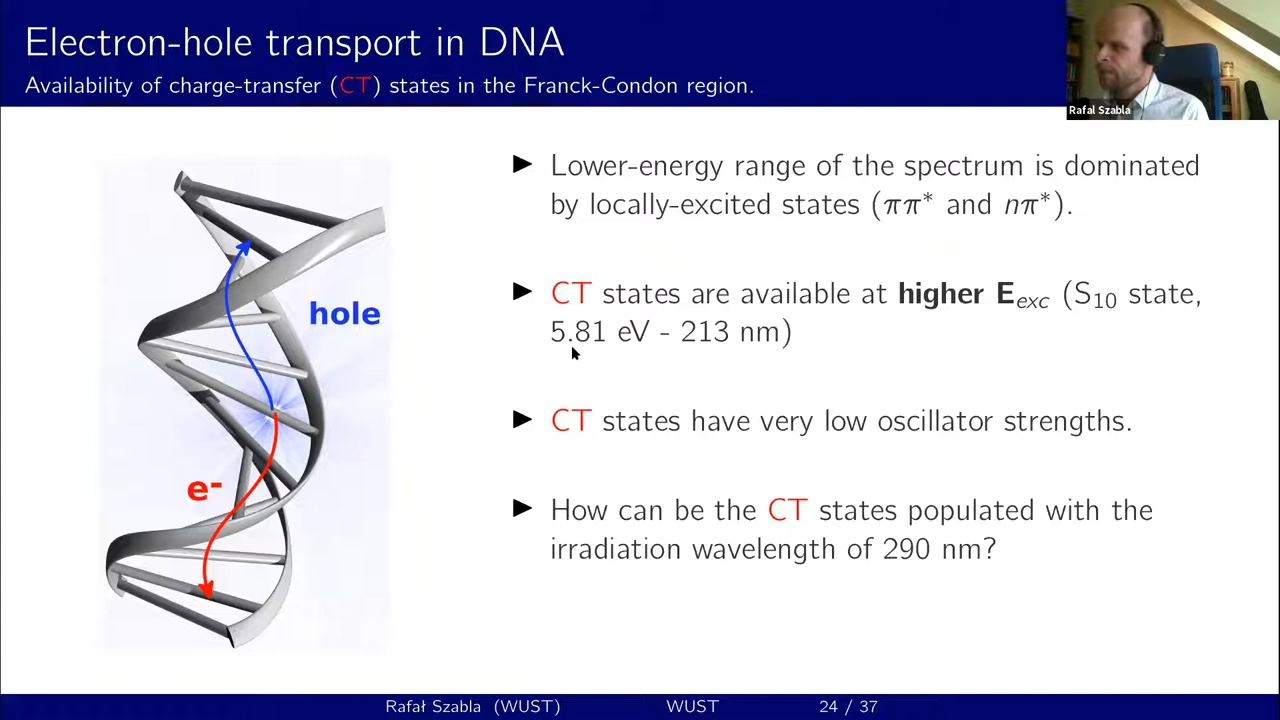 Electron-hole transport in DNA
Availability of charge-transfer (CT) states in the Franck-Condon region.
Rafal Szabla
▶ Lower-energy range of the spectrum is dominated
by locally-excited states (ππ* and nπ*).
hole
▶ CT states are available at higher E_exc (S_10 state,
5.81 eV - 213 nm)
▶ CT states have very low oscillator strengths.
e⁻
▶ How can be the CT states populated with the
irradiation wavelength of 290 nm?
Rafał Szabla (WUST) WUST 24 / 37